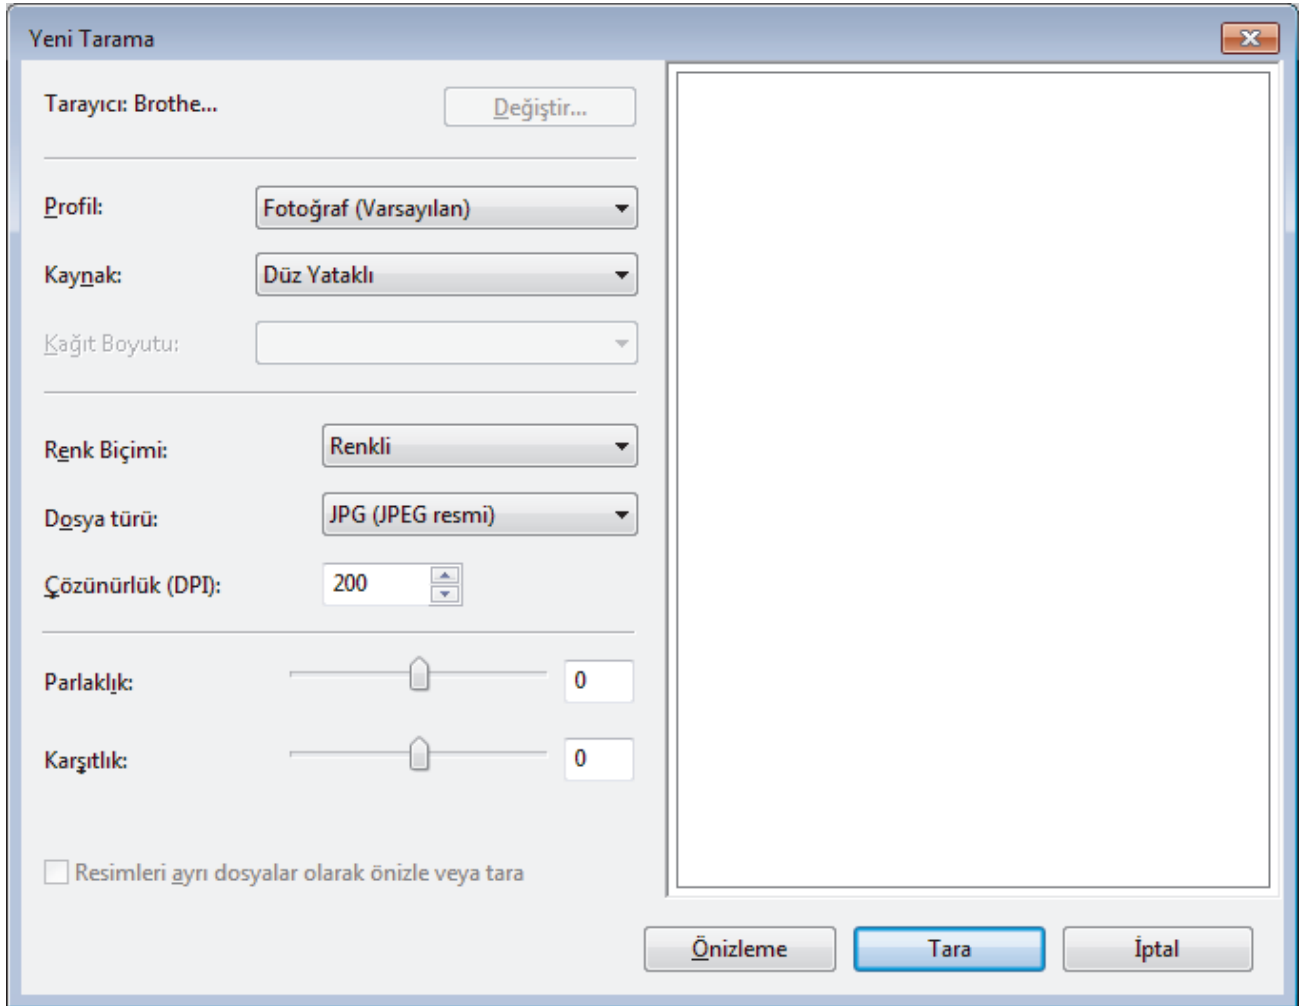 Yeni Tarama
Tarayıcı: Brothe... Değiştir...
Profil: Fotoğraf (Varsayılan)
Kaynak: Düz Yataklı
Kağıt Boyutu:
Renk Biçimi: Renkli
Dosya türü: JPG (JPEG resmi)
Çözünürlük (DPI): 200
Parlaklık: 0
Karşıtlık: 0
Resimleri ayrı dosyalar olarak önizle veya tara
Önizleme Tara İptal